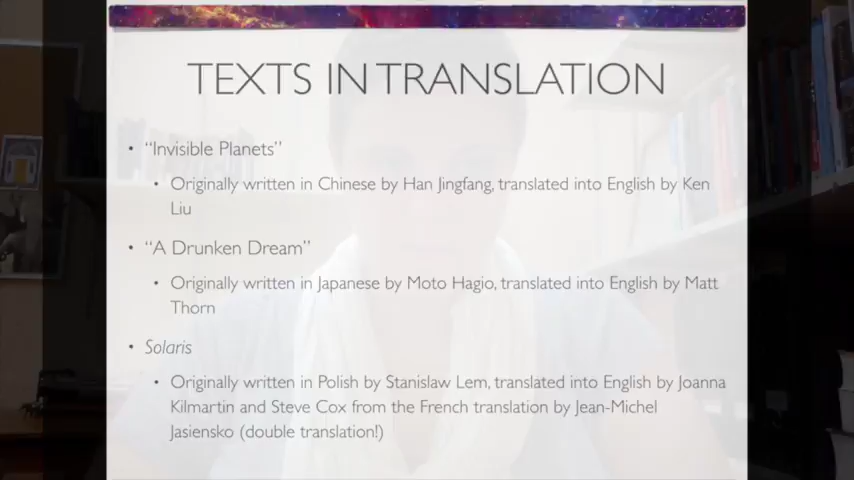 TEXTS IN TRANSLATION
• “Invisible Planets”
• Originally written in Chinese by Han Jingfang, translated into English by Ken
Liu
• “A Drunken Dream”
• Originally written in Japanese by Moto Hagio, translated into English by Matt
Thorn
• Solaris
• Originally written in Polish by Stanislaw Lem, translated into English by Joanna
Kilmartin and Steve Cox from the French translation by Jean-Michel
Jasiensko (double translation!)